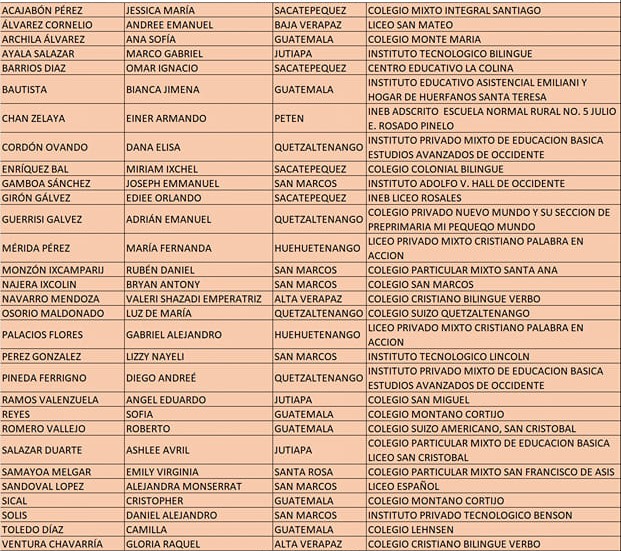 ACAJABÓN PÉREZ JESSICA MARÍA SACATEPEQUEZ COLEGIO MIXTO INTEGRAL SANTIAGO
ÁLVAREZ CORNELIO ANDREE EMANUEL BAJA VERAPAZ LICEO SAN MATEO
ARCHILA ÁLVAREZ ANA SOFÍA GUATEMALA COLEGIO MONTE MARIA
AYALA SALAZAR MARCO GABRIEL JUTIAPA INSTITUTO TECNOLOGICO BILINGUE
BARRIOS DIAZ OMAR IGNACIO SACATEPEQUEZ CENTRO EDUCATIVO LA COLINA
BAUTISTA BIANCA JIMENA GUATEMALA INSTITUTO EDUCATIVO ASISTENCIAL EMILIANI Y
HOGAR DE HUERFANOS SANTA TERESA
CHAN ZELAYA EINER ARMANDO PETEN INEB ADSCRITO ESCUELA NORMAL RURAL NO. 5 JULIO
E. ROSADO PINELO
CORDÓN OVANDO DANA ELISA QUETZALTENANGO INSTITUTO PRIVADO MIXTO DE EDUCACION BASICA
ESTUDIOS AVANZADOS DE OCCIDENTE
ENRÍQUEZ BAL MIRIAM IXCHEL SACATEPEQUEZ COLEGIO COLONIAL BILINGUE
GAMBOA SÁNCHEZ JOSEPH EMMANUEL SAN MARCOS INSTITUTO ADOLFO V. HALL DE OCCIDENTE
GIRÓN GÁLVEZ EDIEE ORLANDO SACATEPEQUEZ INEB LICEO ROSALES
GUERRISI GALVEZ ADRIÁN EMANUEL QUETZALTENANGO COLEGIO PRIVADO NUEVO MUNDO Y SU SECCION DE
PREPRIMARIA MI PEQUEQO MUNDO
MÉRIDA PÉREZ MARÍA FERNANDA HUEHUETENANGO LICEO PRIVADO MIXTO CRISTIANO PALABRA EN
ACCION
MONZÓN IXCAMPARIJ RUBÉN DANIEL SAN MARCOS COLEGIO PARTICULAR MIXTO SANTA ANA
NAJERA IXCOLIN BRYAN ANTONY SAN MARCOS COLEGIO SAN MARCOS
NAVARRO MENDOZA VALERI SHAZADI EMPERATRIZ ALTA VERAPAZ COLEGIO CRISTIANO BILINGUE VERBO
OSORIO MALDONADO LUZ DE MARÍA QUETZALTENANGO COLEGIO SUIZO QUETZALTENANGO
PALACIOS FLORES GABRIEL ALEJANDRO HUEHUETENANGO LICEO PRIVADO MIXTO CRISTIANO PALABRA EN
ACCION
PEREZ GONZALEZ LIZZY NAYELI SAN MARCOS INSTITUTO TECNOLOGICO LINCOLN
PINEDA FERRIGNO DIEGO ANDREÉ QUETZALTENANGO INSTITUTO PRIVADO MIXTO DE EDUCACION BASICA
ESTUDIOS AVANZADOS DE OCCIDENTE
RAMOS VALENZUELA ANGEL EDUARDO JUTIAPA COLEGIO SAN MIGUEL
REYES SOFIA GUATEMALA COLEGIO MONTANO CORTIJO
ROMERO VALLEJO ROBERTO GUATEMALA COLEGIO SUIZO AMERICANO, SAN CRISTOBAL
SALAZAR DUARTE ASHLEE AVRIL JUTIAPA COLEGIO PARTICULAR MIXTO DE EDUCACION BASICA
LICEO SAN CRISTOBAL
SAMAYOA MELGAR EMILY VIRGINIA SANTA ROSA COLEGIO PARTICULAR MIXTO SAN FRANCISCO DE ASIS
SANDOVAL LOPEZ ALEJANDRA MONSERRAT SAN MARCOS LICEO ESPAÑOL
SICAL CRISTOPHER GUATEMALA COLEGIO MONTANO CORTIJO
SOLIS DANIEL ALEJANDRO SAN MARCOS INSTITUTO PRIVADO TECNOLOGICO BENSON
TOLEDO DÍAZ CAMILLA GUATEMALA COLEGIO LEHNSEN
VENTURA CHAVARRÍA GLORIA RAQUEL ALTA VERAPAZ COLEGIO CRISTIANO BILINGUE VERBO